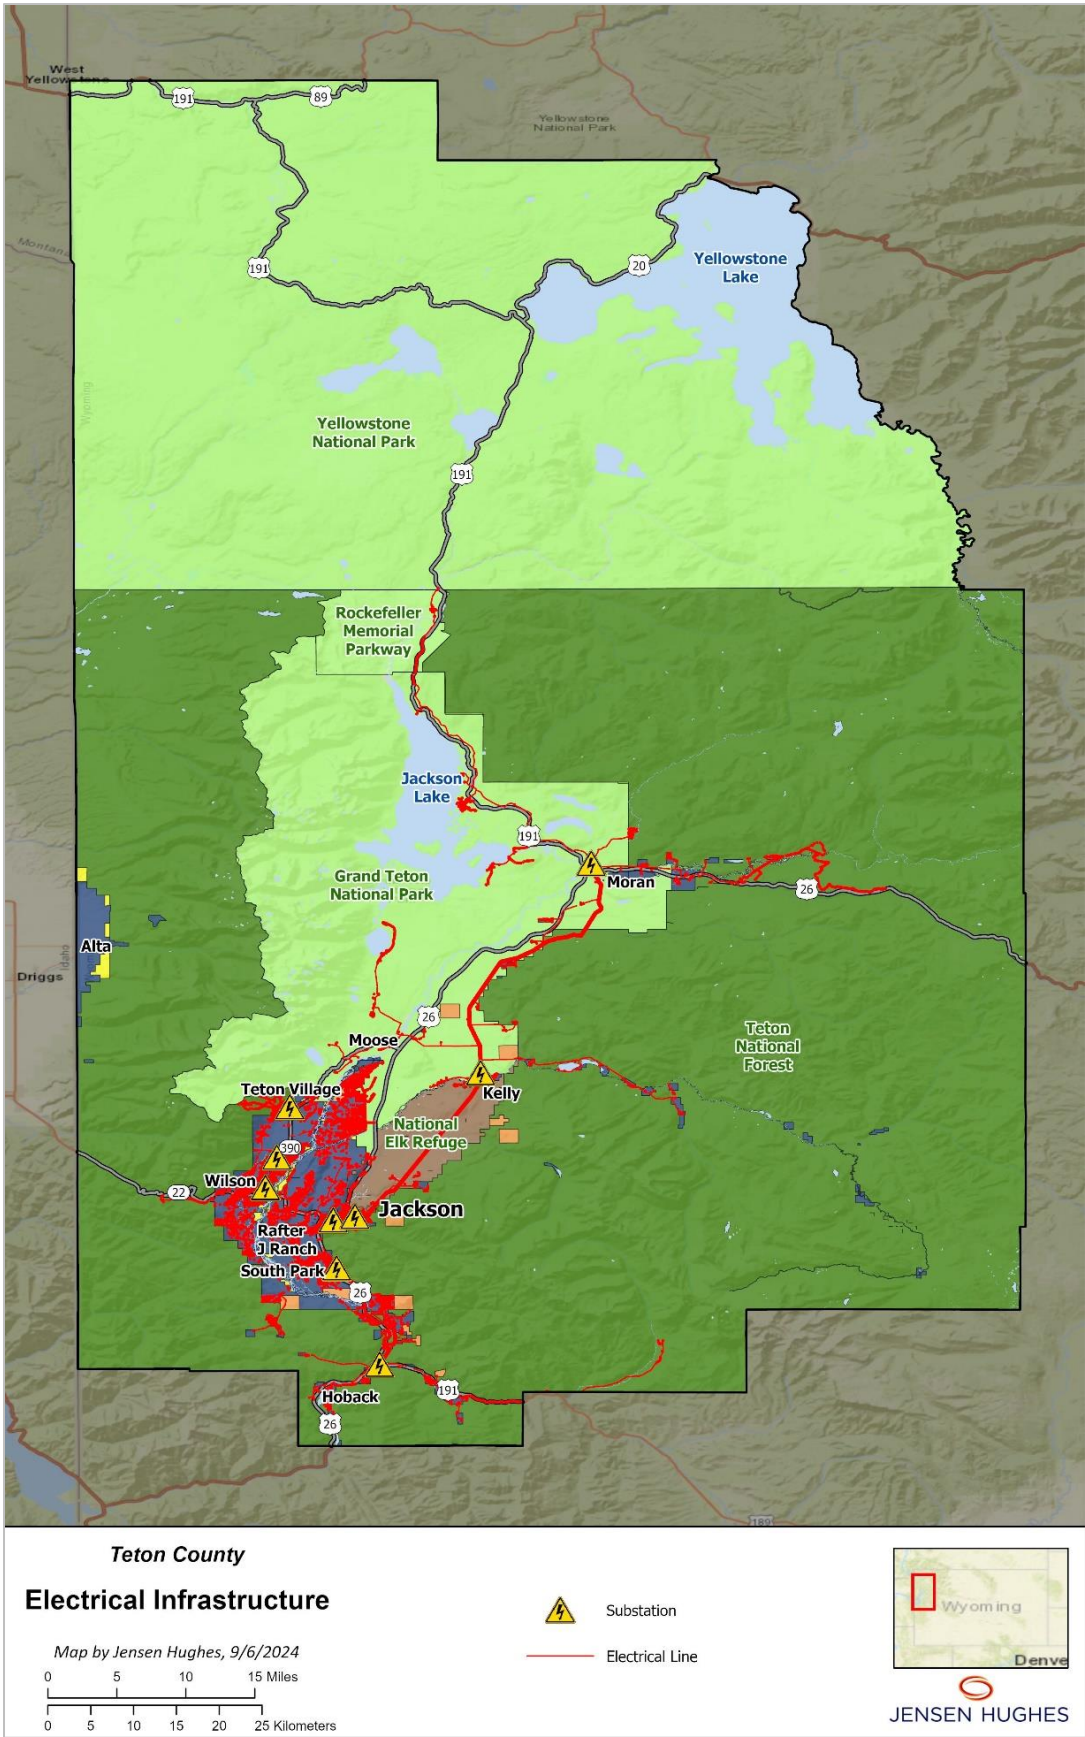 West
Yellowstone
191
89
Yellowstone
National Park
Montana
191
20
Yellowstone
Lake
Wyoming
Yellowstone
National Park
191
Rockefeller
Memorial
Parkway
Jackson
Lake
191
Grand Teton
National Park
Moran
26
Alta
Idaho
Driggs
26
Moose
Teton
National
Forest
Teton Village
Kelly
National
Elk Refuge
390
Wilson
22
Jackson
Rafter
J Ranch
South Park
26
191
Hoback
26
189
Teton County
Electrical Infrastructure
Map by Jensen Hughes, 9/6/2024
0 5 10 15 Miles
0 5 10 15 20 25 Kilometers
Substation
Electrical Line
Wyoming
Denve
JENSEN HUGHES